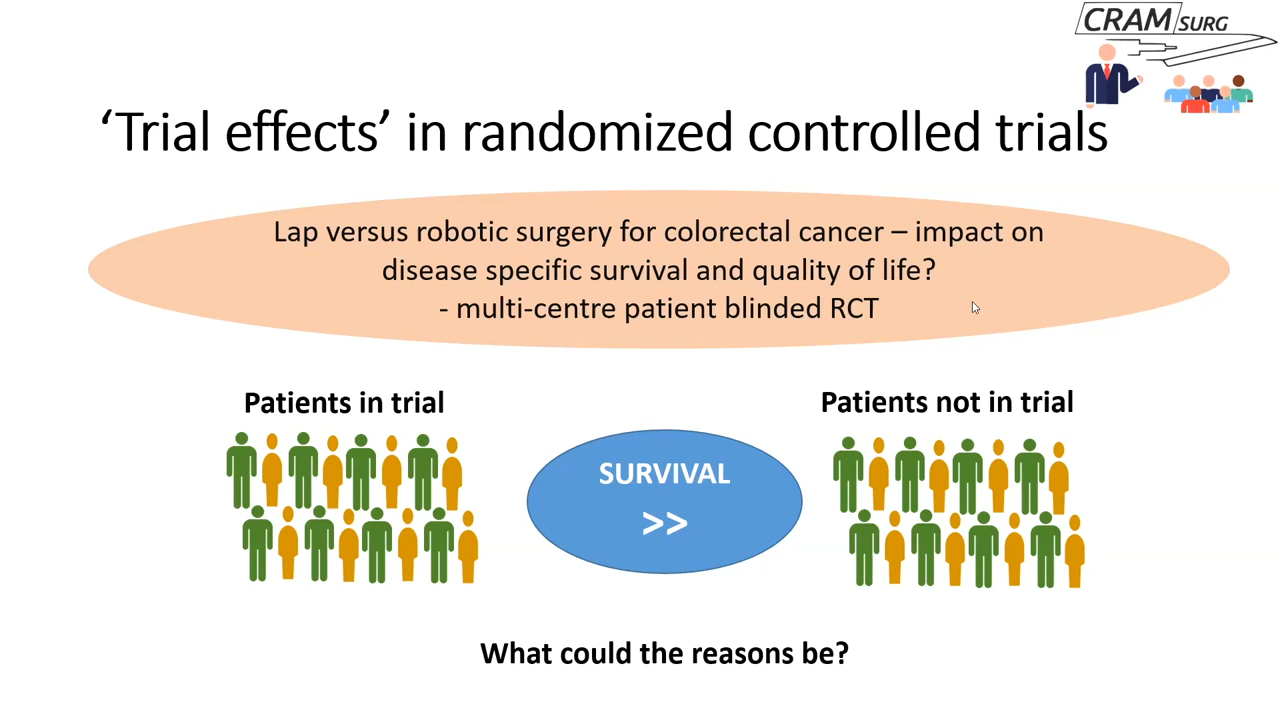 CRAM SURG
‘Trial effects’ in randomized controlled trials
Lap versus robotic surgery for colorectal cancer – impact on
disease specific survival and quality of life?
- multi-centre patient blinded RCT
Patients in trial
Patients not in trial
SURVIVAL
>>
What could the reasons be?